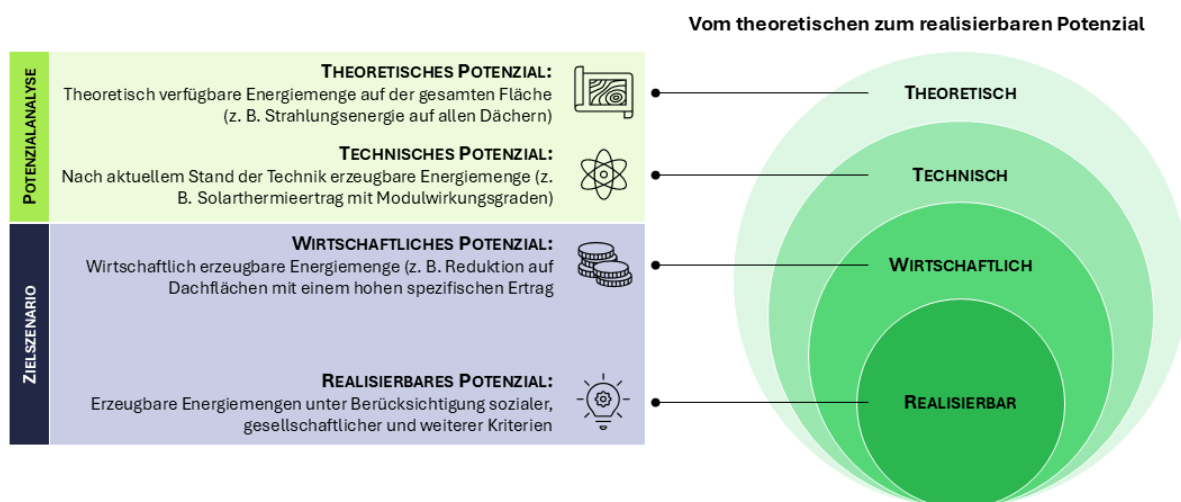 Vom theoretischen zum realisierbaren Potenzial
POTENZIALANALYSE
THEORETISCHES POTENZIAL:
Theoretisch verfügbare Energiemenge auf der gesamten Fläche
(z. B. Strahlungsenergie auf allen Dächern)
TECHNISCHES POTENZIAL:
Nach aktuellem Stand der Technik erzeugbare Energiemenge (z.
B. Solarthermieertrag mit Modulwirkungsgraden)
ZIELSZENARIO
WIRTSCHAFTLICHES POTENZIAL:
Wirtschaftlich erzeugbare Energiemenge (z. B. Reduktion auf
Dachflächen mit einem hohen spezifischen Ertrag
REALISIERBARES POTENZIAL:
Erzeugbare Energiemengen unter Berücksichtigung sozialer,
gesellschaftlicher und weiterer Kriterien
THEORETISCH
TECHNISCH
WIRTSCHAFTLICH
REALISIERBAR